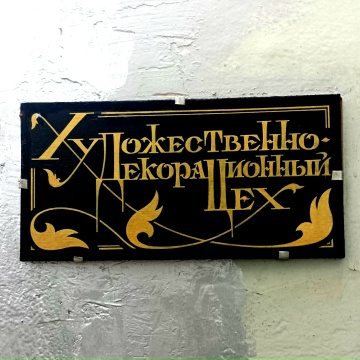 Художественно-
Декорационный
Цех